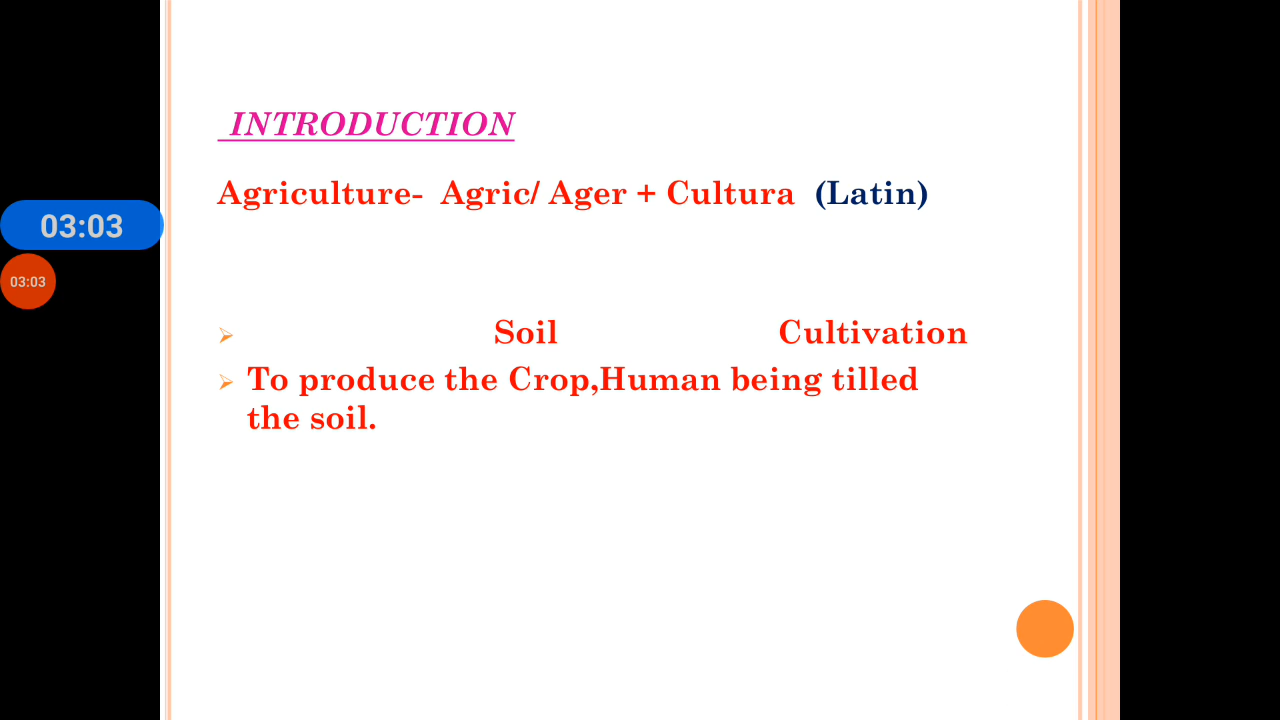 INTRODUCTION
Agriculture- Agric/ Ager + Cultura (Latin)
03:03
03:03
Soil Cultivation
To produce the Crop,Human being tilled
the soil.